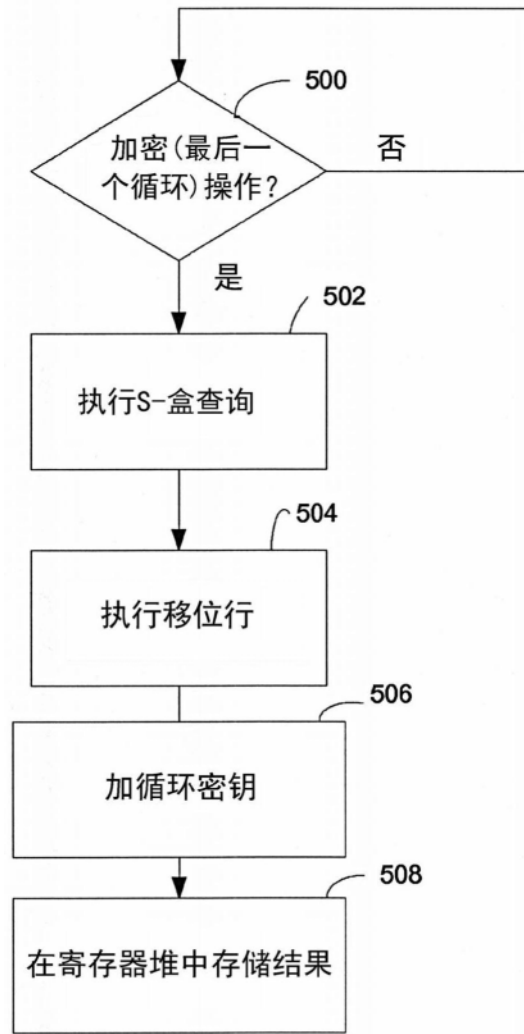 500
加密(最后一
个循环)操作?
否
是
502
执行S-盒查询
504
执行移位行
506
加循环密钥
508
在寄存器堆中存储结果